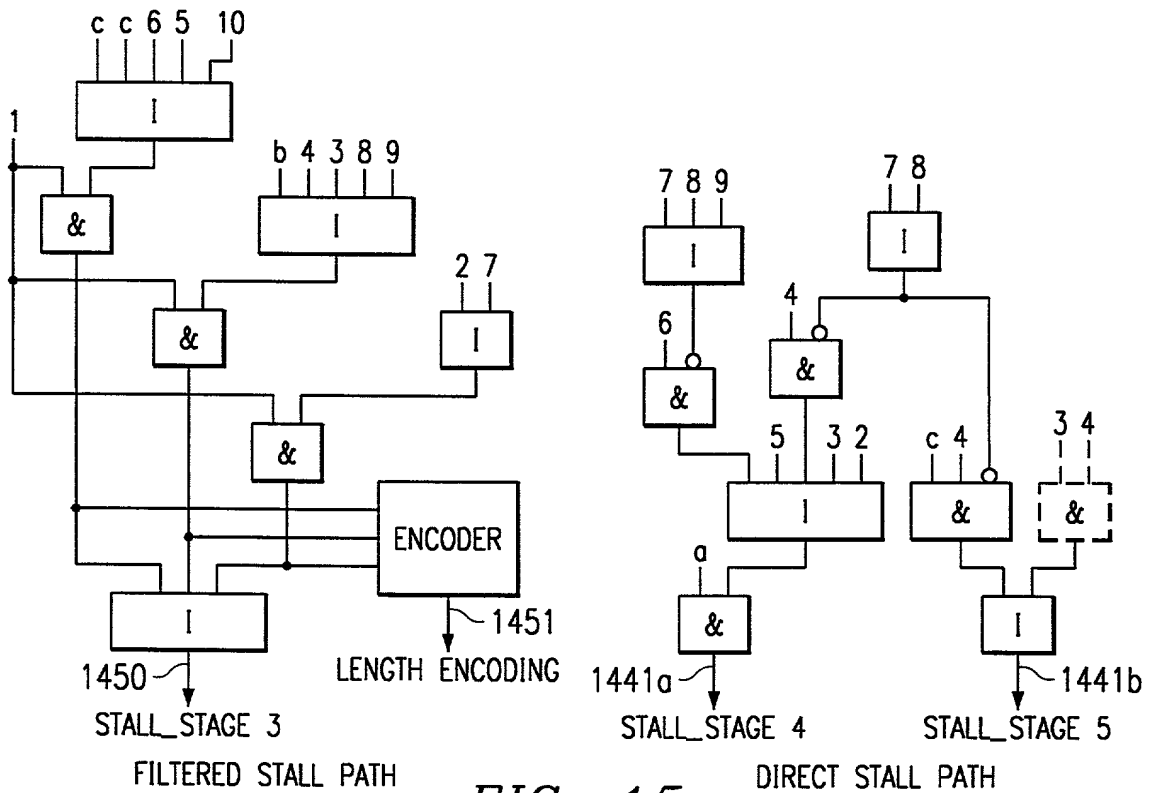 c c 6 5 10
I
1
&
b 4 3 8 9
I
&
2 7
I
&
ENCODER
I
1451
LENGTH ENCODING
1450
STALL_STAGE 3
FILTERED STALL PATH
7 8 9
I
7 8
I
6
&
4
&
5 3 2
I
c 4
&
3 4
&
a
&
I
1441a
1441b
STALL_STAGE 4
STALL_STAGE 5
DIRECT STALL PATH